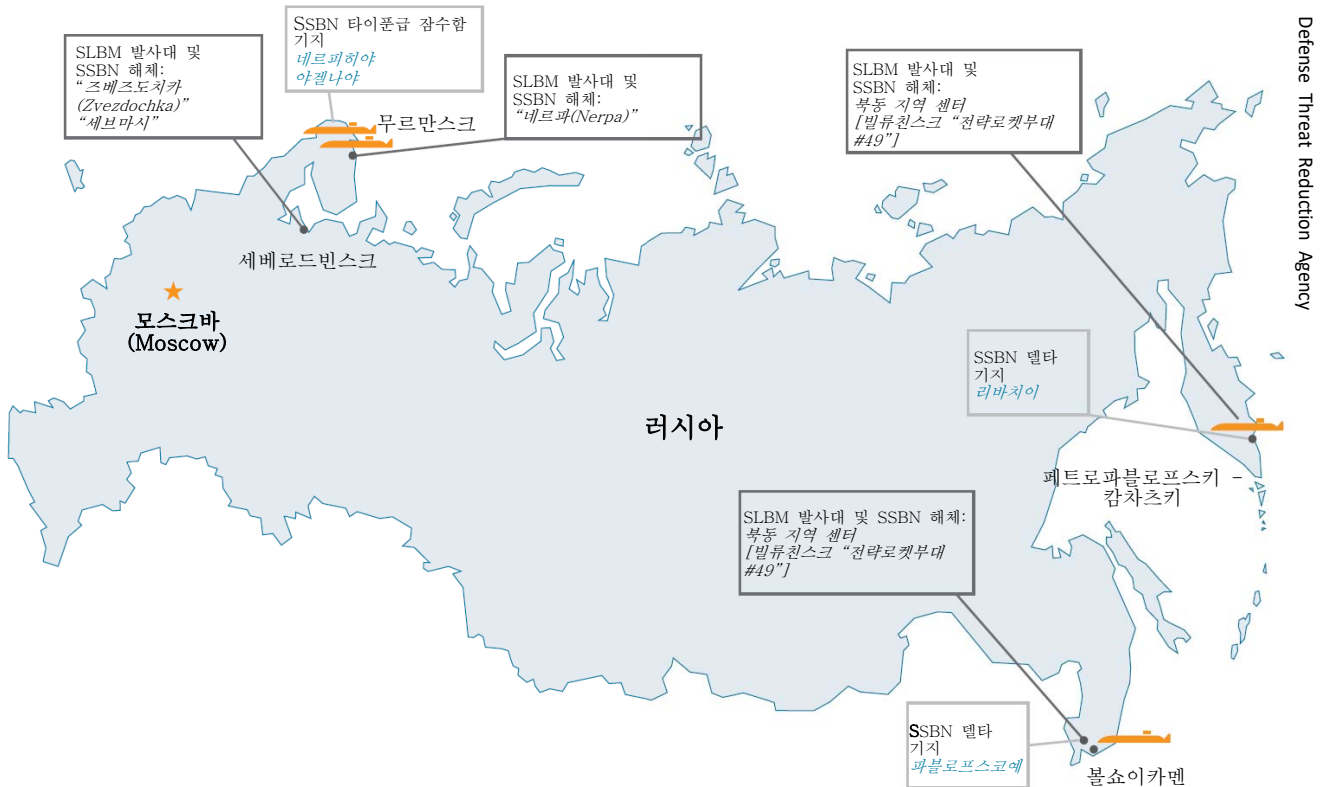 SSBN 타이푼급 잠수함
기지
네르피히야
야겔나야
SLBM 발사대 및
SSBN 해체:
“즈베즈도치카
(Zvezdochka)”
“세브마시”
SLBM 발사대 및
SSBN 해체:
“네르파(Nerpa)”
SLBM 발사대 및
SSBN 해체:
북동 지역 센터
[빌류친스크 “전략로켓부대
#49”]
Defense Threat Reduction Agency
무르만스크
세베로드빈스크
모스크바
(Moscow)
러시아
SSBN 델타
기지
리바치이
페트로파블로프스키 –
캄차츠키
SLBM 발사대 및 SSBN 해체:
북동 지역 센터
[빌류친스크 “전략로켓부대
#49”]
SSBN 델타
기지
파블로프스코예
볼쇼이카멘